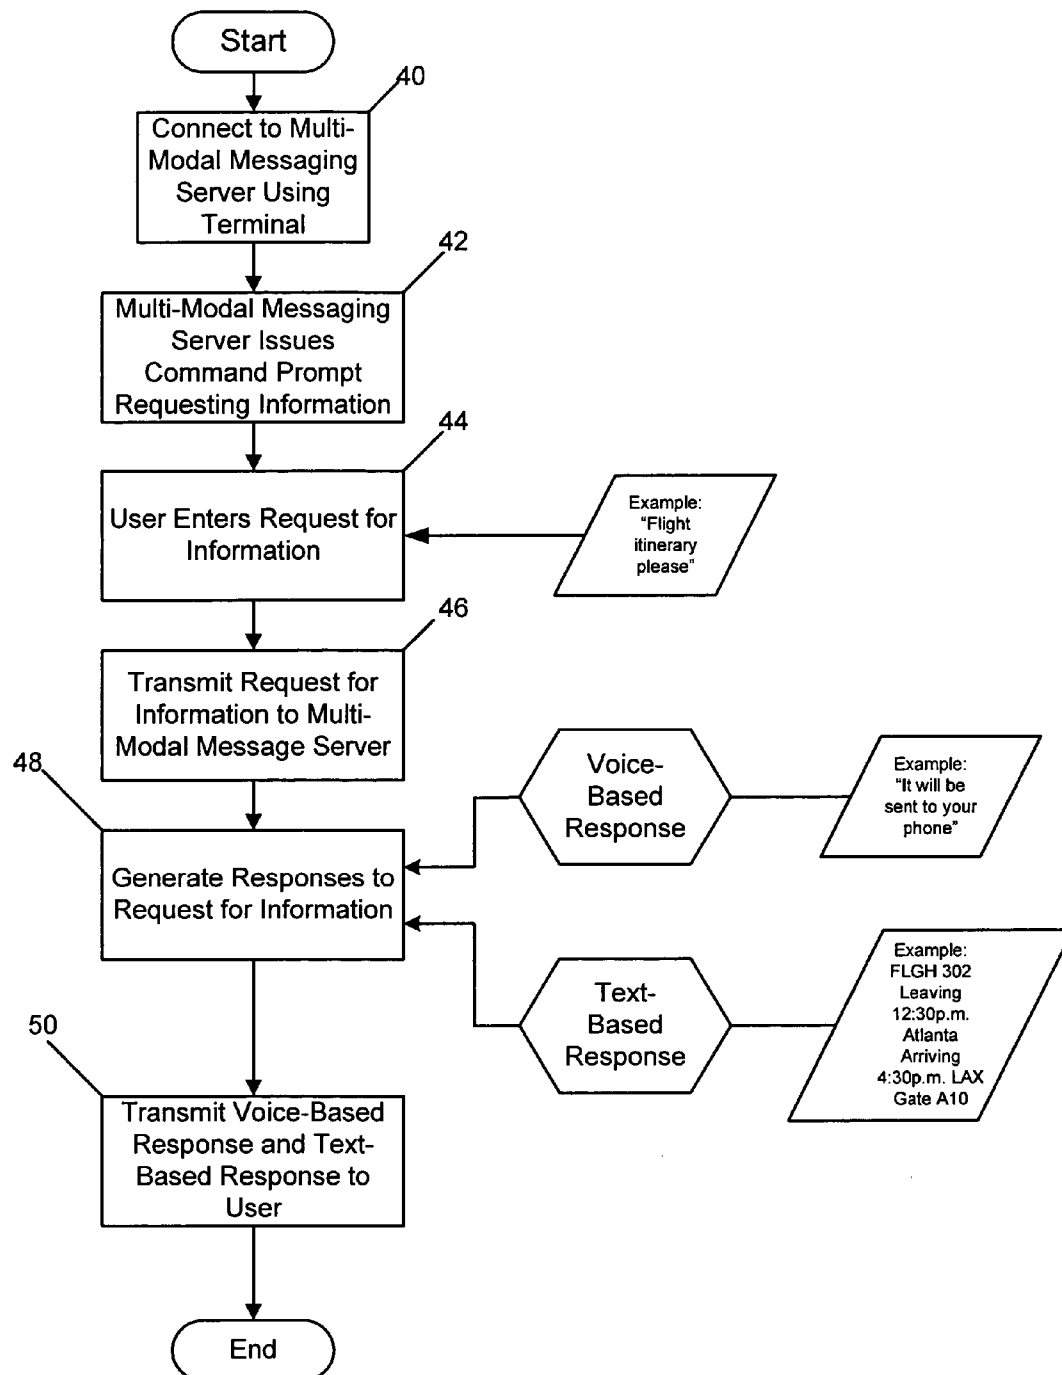 Start
40
Connect to Multi-
Modal Messaging
Server Using
Terminal
42
Multi-Modal Messaging
Server Issues
Command Prompt
Requesting Information
44
User Enters Request for
Information
Example:
“Flight
itinerary
please”
46
Transmit Request for
Information to Multi-
Modal Message Server
48
Generate Responses to
Request for Information
Voice-
Based
Response
Example:
“It will be
sent to your
phone”
Text-
Based
Response
Example:
FLGH 302
Leaving
12:30p.m.
Atlanta
Arriving
4:30p.m. LAX
Gate A10
50
Transmit Voice-Based
Response and Text-
Based Response to
User
End